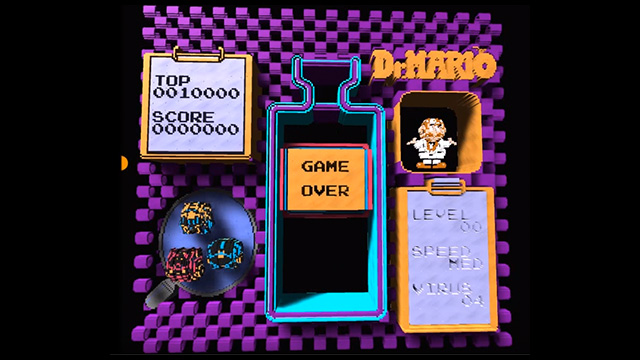 TOP
0010000
SCORE
0000000
Dr.MARIO
GAME
OVER
LEVEL
00
SPEED
MED
VIRUS
04